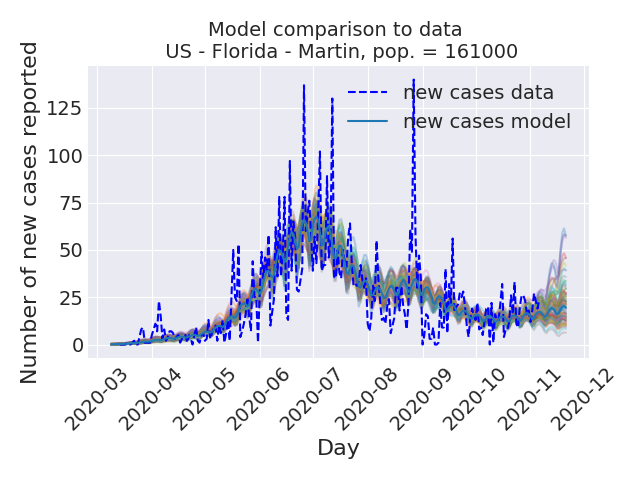 Model comparison to data
US - Florida - Martin, pop. = 161000
Number of new cases reported
125
100
75
50
25
0
new cases data
new cases model
2020-03
2020-04
2020-05
2020-06
2020-07
2020-08
2020-09
2020-10
2020-11
2020-12
Day